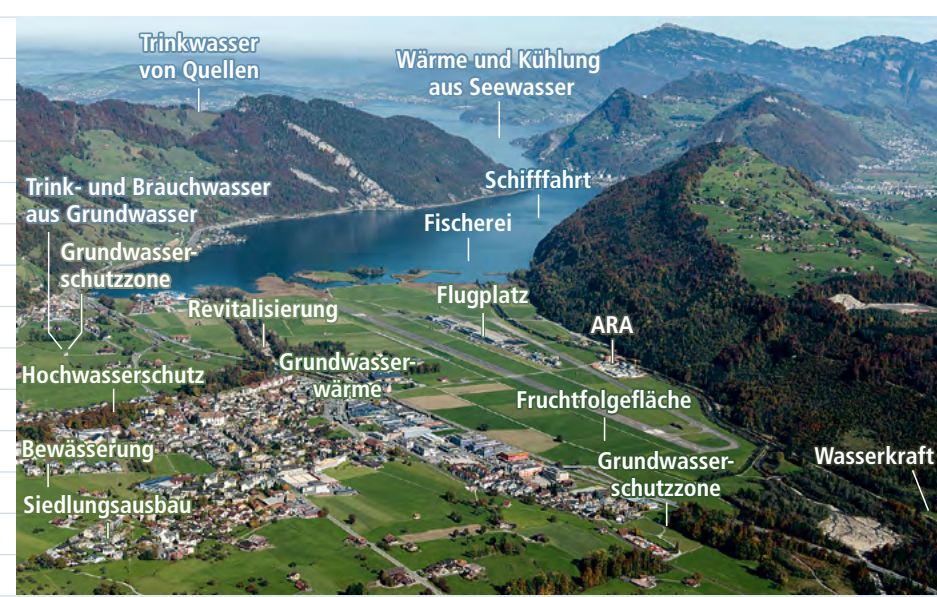 Trinkwasser
von Quellen
Wärme und Kühlung
aus Seewasser
Trink- und Brauchwasser
aus Grundwasser
Schifffahrt
Fischerei
Grundwasser-
schutzzone
Revitalisierung
Flugplatz
ARA
Hochwasserschutz
Grundwasser-
wärme
Fruchtfolgefläche
Bewässerung
Grundwasser-
schutzzone
Wasserkraft
Siedlungsausbau